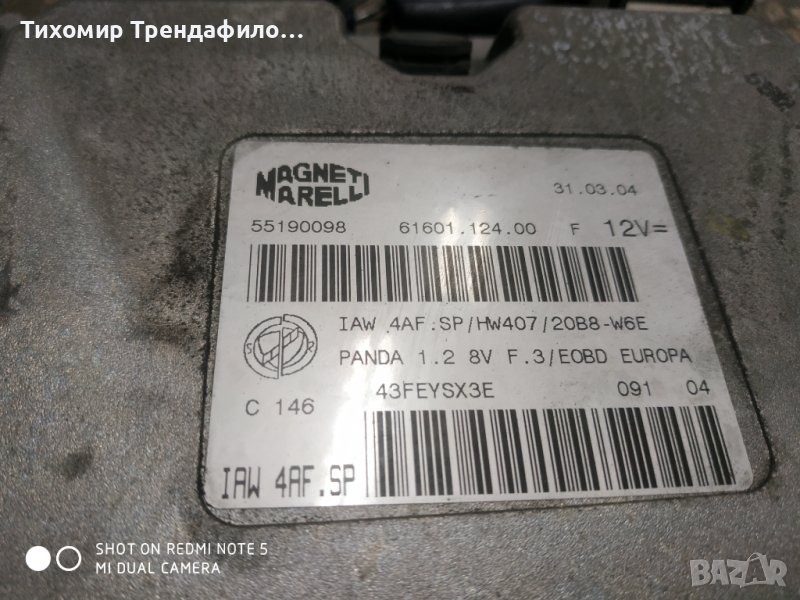 Тихомир Трендафило...
MAGNETI
MARELLI
31.03.04
55190098 61601.124.00 F 12V=
IAW 4AF.SP/HW407/20B8-W6E
PANDA 1.2 8V F.3/EOBD EUROPA
C 146
43FEYSX3E 091 04
IAW 4AF.SP
SHOT ON REDMI NOTE 5
MI DUAL CAMERA
BAZAR